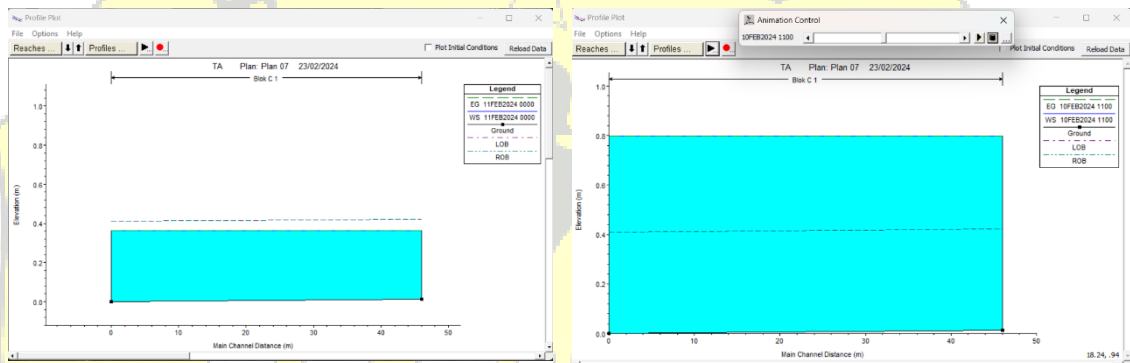 Profile Plot
File Options Help
Reaches ... Profiles ... Plot Initial Conditions Reload Data
TA Plan: Plan 07 23/02/2024
Blok C 1
Legend
EG 11FEB2024 0000
WS 11FEB2024 0000
Ground
LOB
ROB
1.0
0.8
0.6
0.4
0.2
0.0
Elevation (m)
0 10 20 30 40 50
Main Channel Distance (m)
Profile Plot
File Options Help
Animation Control
10FEB2024 1100
Reaches ... Profiles ... Plot Initial Conditions Reload Data
TA Plan: Plan 07 23/02/2024
Blok C 1
Legend
EG 10FEB2024 1100
WS 10FEB2024 1100
Ground
LOB
ROB
1.0
0.8
0.6
0.4
0.2
0.0
Elevation (m)
0 10 20 30 40 50
Main Channel Distance (m)
18.24, .94